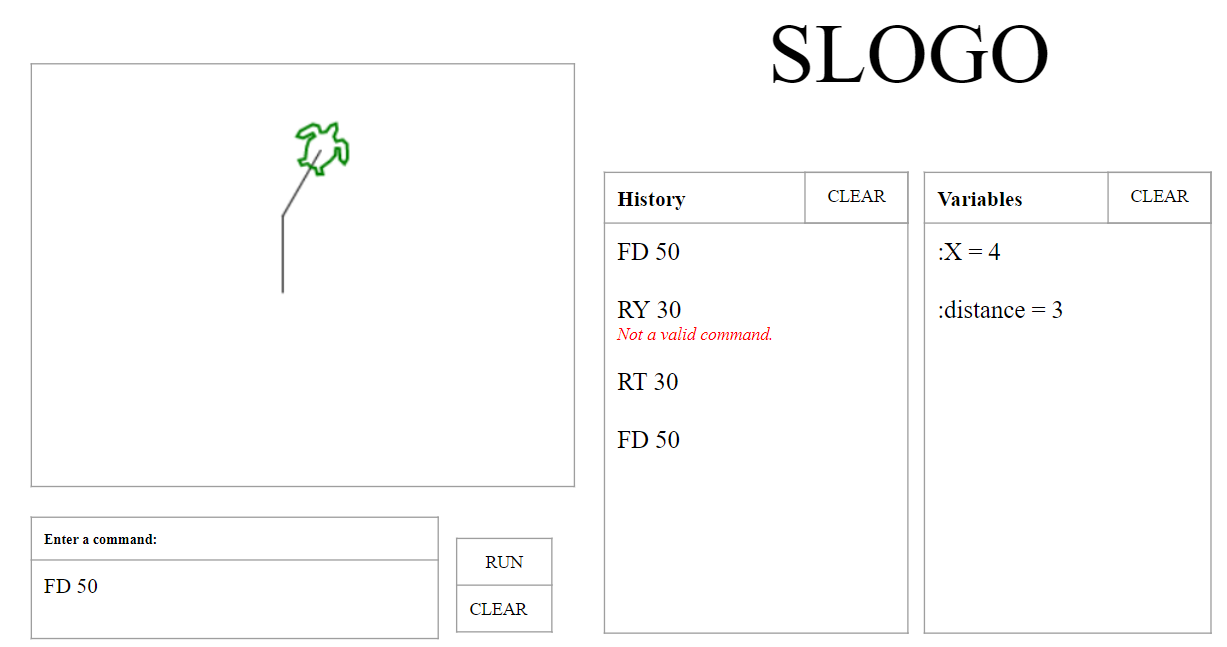 SLOGO
History
CLEAR
FD 50
RY 30
Not a valid command.
RT 30
FD 50
Variables
CLEAR
:X = 4
:distance = 3
Enter a command:
FD 50
RUN
CLEAR